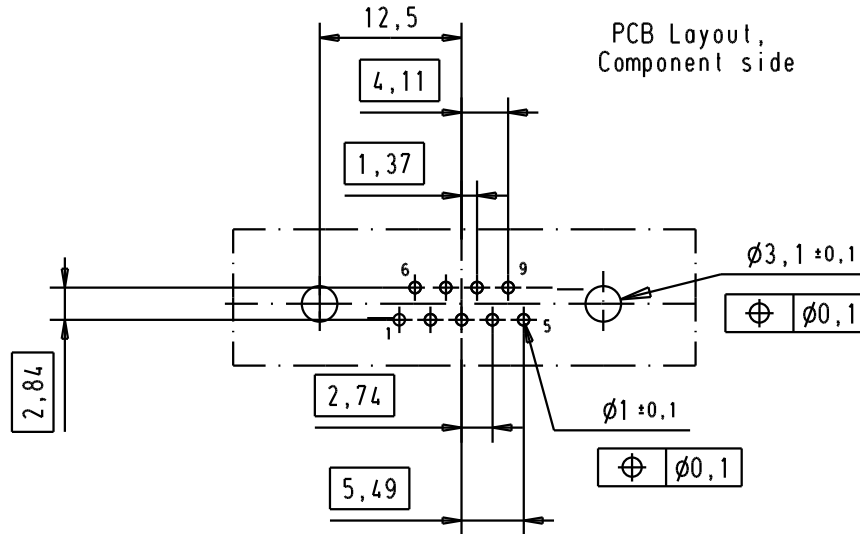 12,5
PCB Layout,
Component side
4,11
1,37
6
9
Ø3,1 ±0,1
Ø0,1
1
5
2,84
2,74
Ø1 ±0,1
Ø0,1
5,49